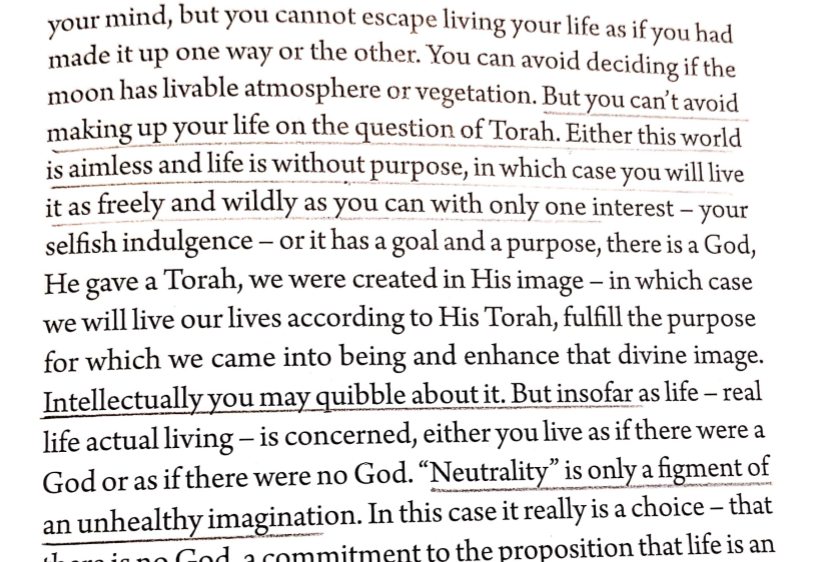 your mind, but you cannot escape living your life as if you had
made it up one way or the other. You can avoid deciding if the
moon has livable atmosphere or vegetation. But you can't avoid
making up your life on the question of Torah. Either this world
is aimless and life is without purpose, in which case you will live
it as freely and wildly as you can with only one interest – your
selfish indulgence – or it has a goal and a purpose, there is a God,
He gave a Torah, we were created in His image – in which case
we will live our lives according to His Torah, fulfill the purpose
for which we came into being and enhance that divine image.
Intellectually you may quibble about it. But insofar as life – real
life actual living – is concerned, either you live as if there were a
God or as if there were no God. “Neutrality” is only a figment of
an unhealthy imagination. In this case it really is a choice – that
there is no God, a commitment to the proposition that life is an